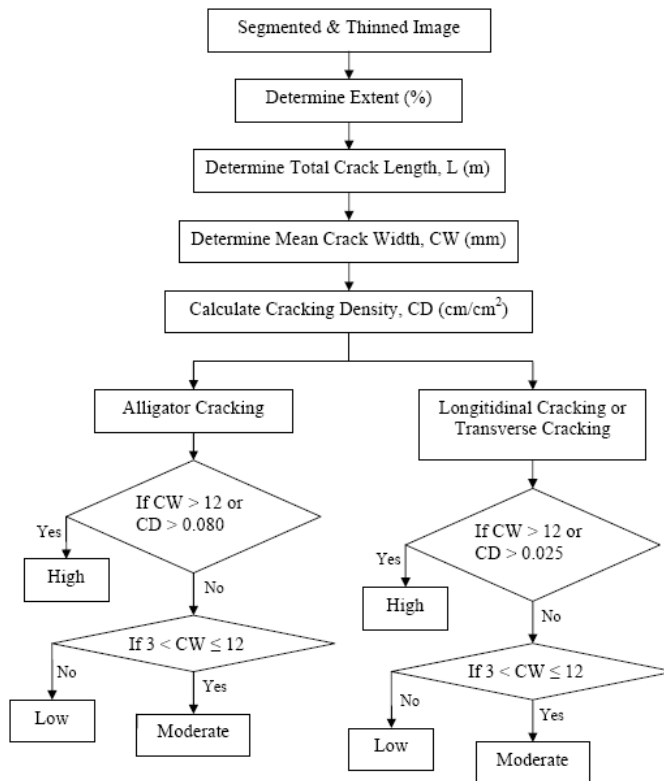 Segmented & Thinned Image
Determine Extent (%)
Determine Total Crack Length, L (m)
Determine Mean Crack Width, CW (mm)
Calculate Cracking Density, CD (cm/cm²)
Alligator Cracking
If CW > 12 or
CD > 0.080
Yes
High
No
If 3 < CW ≤ 12
No
Low
Yes
Moderate
Longitidinal Cracking or
Transverse Cracking
If CW > 12 or
CD > 0.025
Yes
High
No
If 3 < CW ≤ 12
No
Low
Yes
Moderate